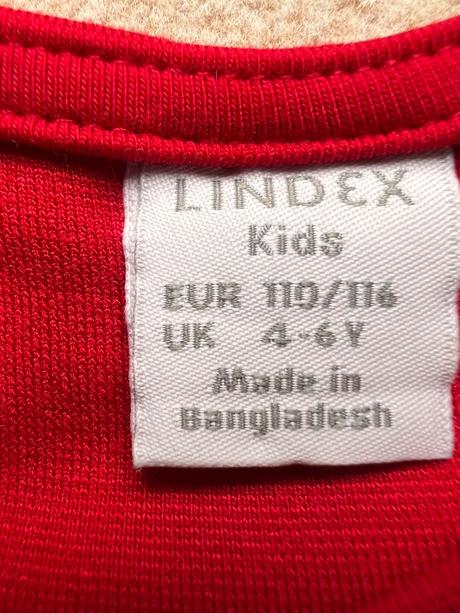 LINDEX
Kids
EUR 110/116
UK 4-6Y
Made in
Bangladesh